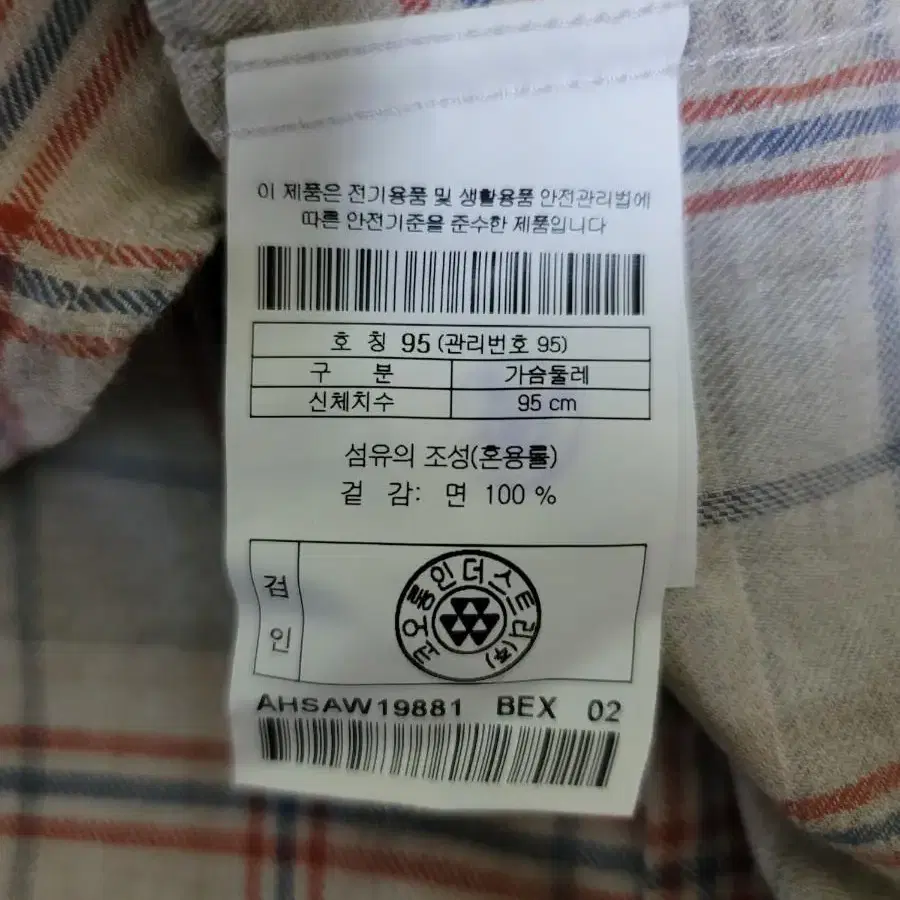 이 제품은 전기용품 및 생활용품 안전관리법에
따른 안전기준을 준수한 제품입니다
호 칭 95 (관리번호 95)
구 분 가슴둘레
신체치수 95 cm
섬유의 조성(혼용률)
겉 감: 면 100 %
검인
코오롱인더스트리(주)
AHSAW19881 BEX 02